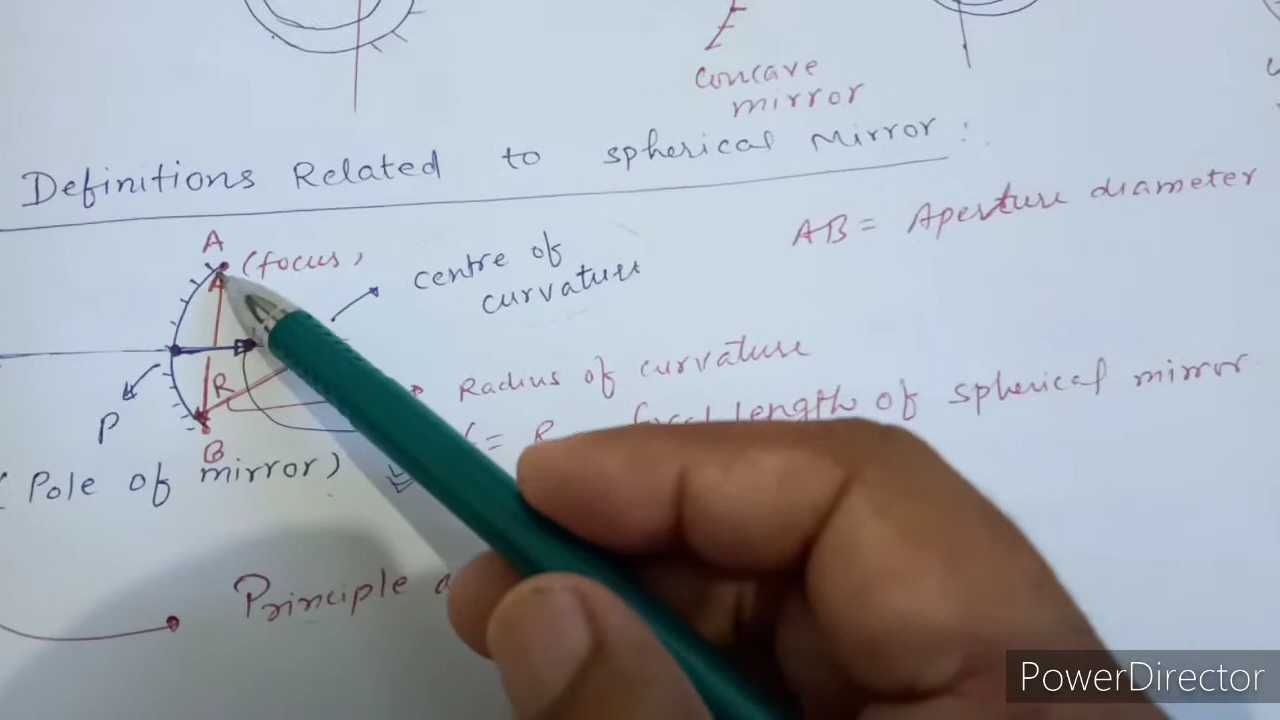 concave
mirror
Definitions Related to spherical Mirror :
AB = Aperture diameter
A
(focus)
centre of
curvature
P
R
Radius of curvature
B
focal length of spherical mirror
(Pole of mirror)
Principle
PowerDirector